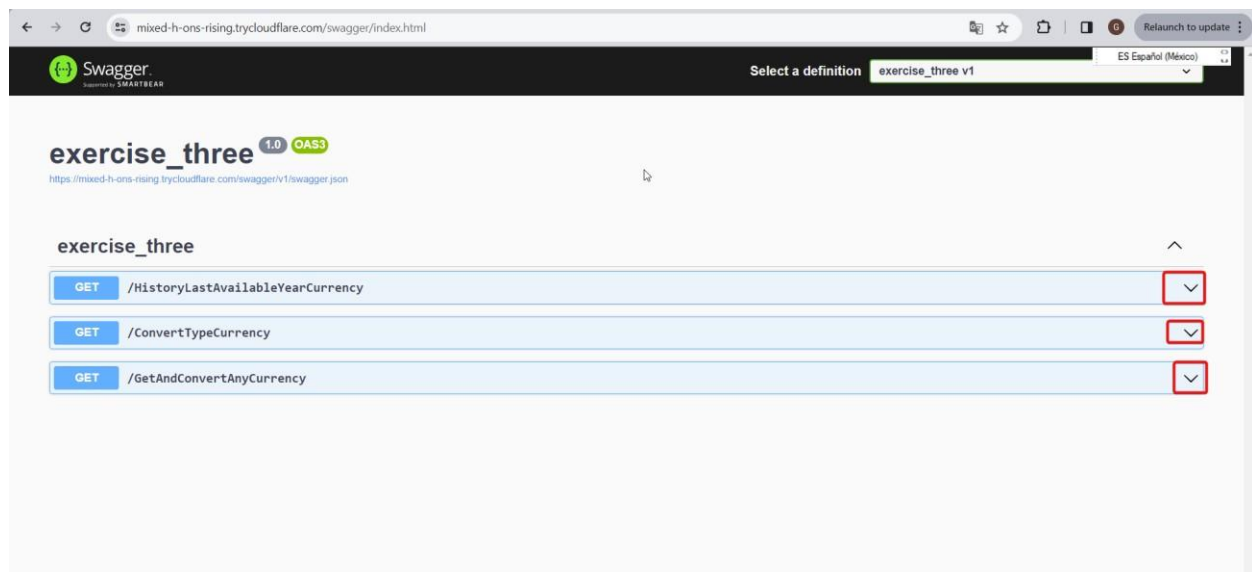 mixed-h-ons-rising.trycloudflare.com/swagger/index.html
G Relaunch to update
Swagger.
Supported by SMARTBEAR
Select a definition exercise_three v1
ES Español (México)
exercise_three 1.0 OAS3
https://mixed-h-ons-rising.trycloudflare.com/swagger/v1/swagger.json
exercise_three
GET /HistoryLastAvailableYearCurrency
GET /ConvertTypeCurrency
GET /GetAndConvertAnyCurrency